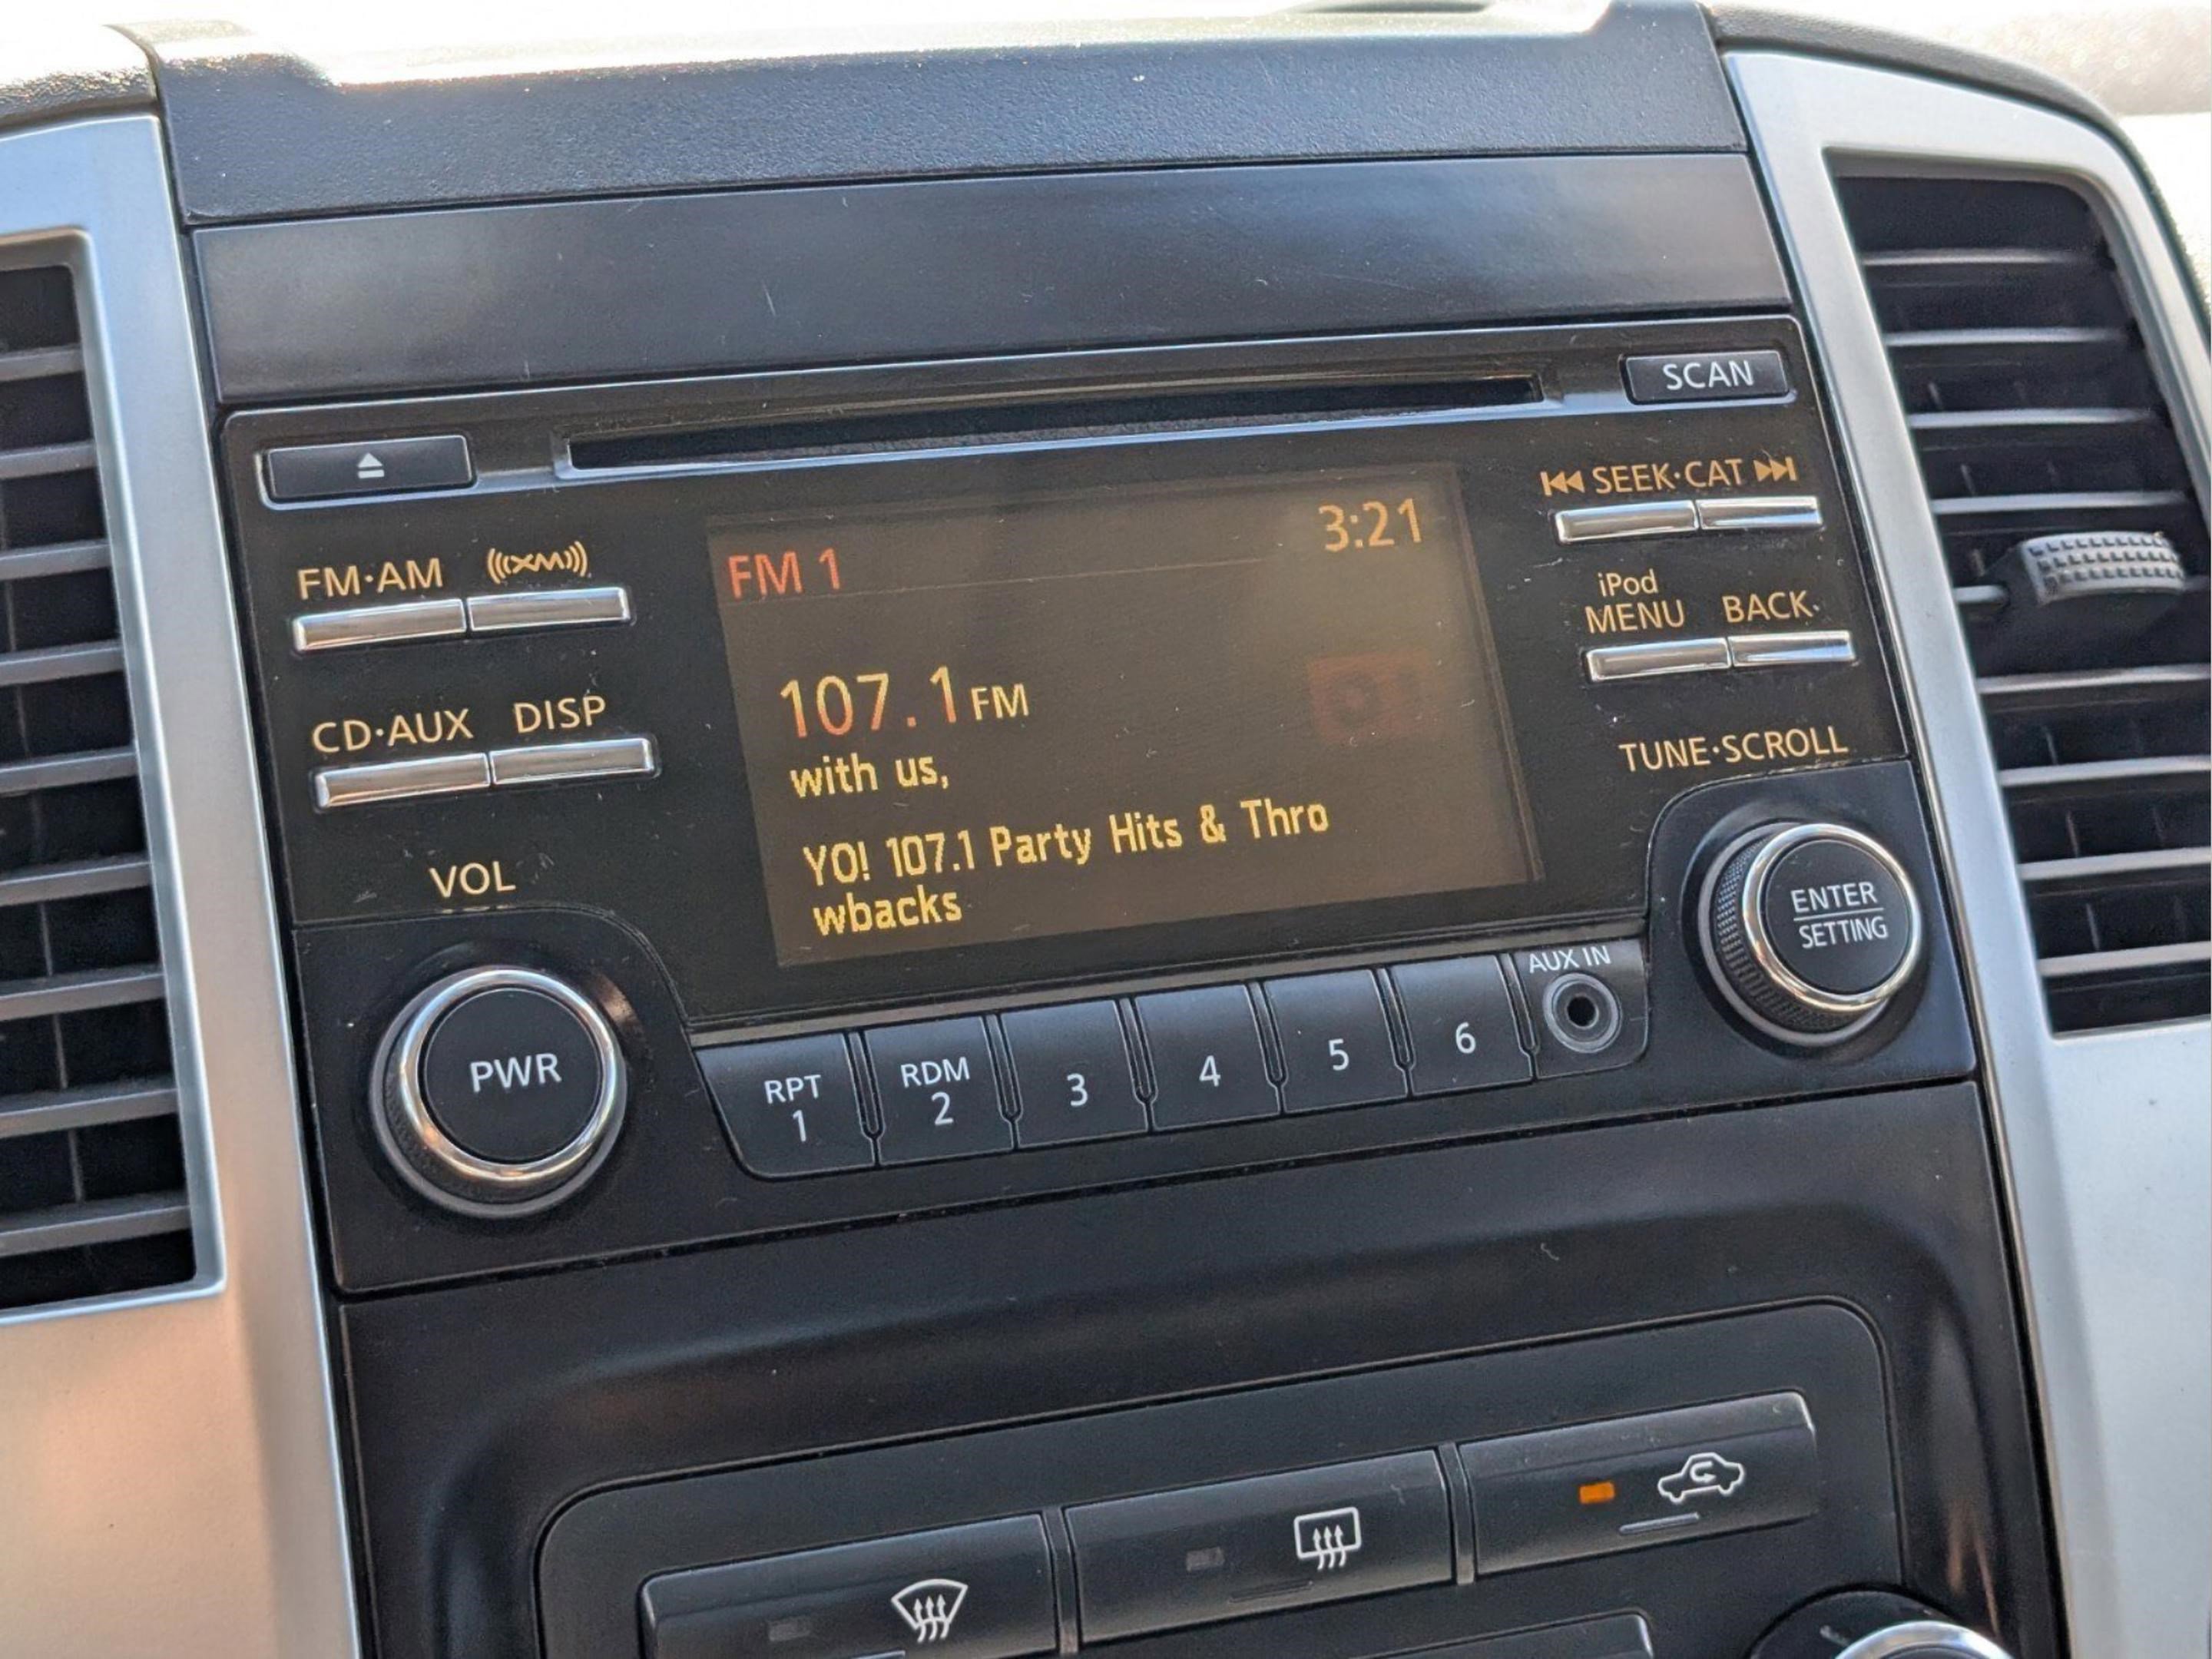 SCAN
SEEK·CAT
FM·AM
((XM))
3:21
FM 1
iPod
MENU
BACK
107.1 FM
CD·AUX
DISP
with us,
TUNE·SCROLL
YO! 107.1 Party Hits & Thro
wbacks
VOL
ENTER
SETTING
AUX IN
PWR
RPT
1
RDM
2
3
4
5
6